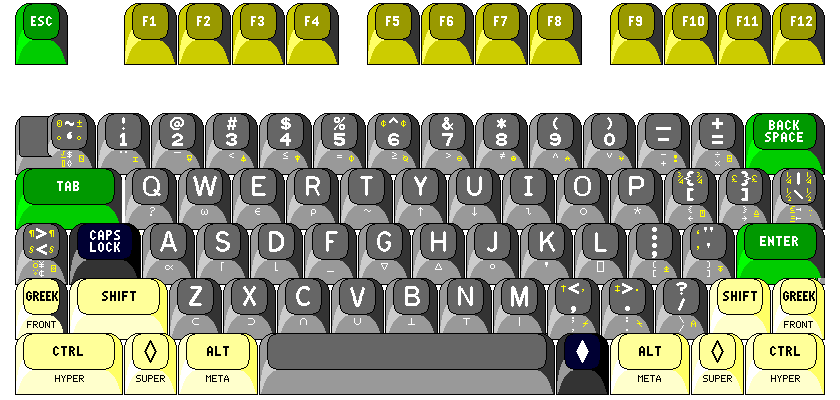 ESC F1 F2 F3 F4 F5 F6 F7 F8 F9 F10 F11 F12
~ ! @ # $ % ^ & * ( ) — +
1 2 3 4 5 6 7 8 9 0 – =
BACK SPACE
TAB Q W E R T Y U I O P { } |
[ ] \
? ω ∈ ρ ~ ↑ ↓ ι ○ *
> CAPS LOCK A S D F G H J K L : " ENTER
< ; '
α ⌈ ⌊ _ ▽ △ ° ' ⎕
GREEK SHIFT Z X C V B N M < > ? SHIFT GREEK
, . /
FRONT ⊂ ⊃ ∩ ∪ ⊥ ⊤ | FRONT
CTRL ◊ ALT ♦ ALT ◊ CTRL
HYPER SUPER META META SUPER HYPER